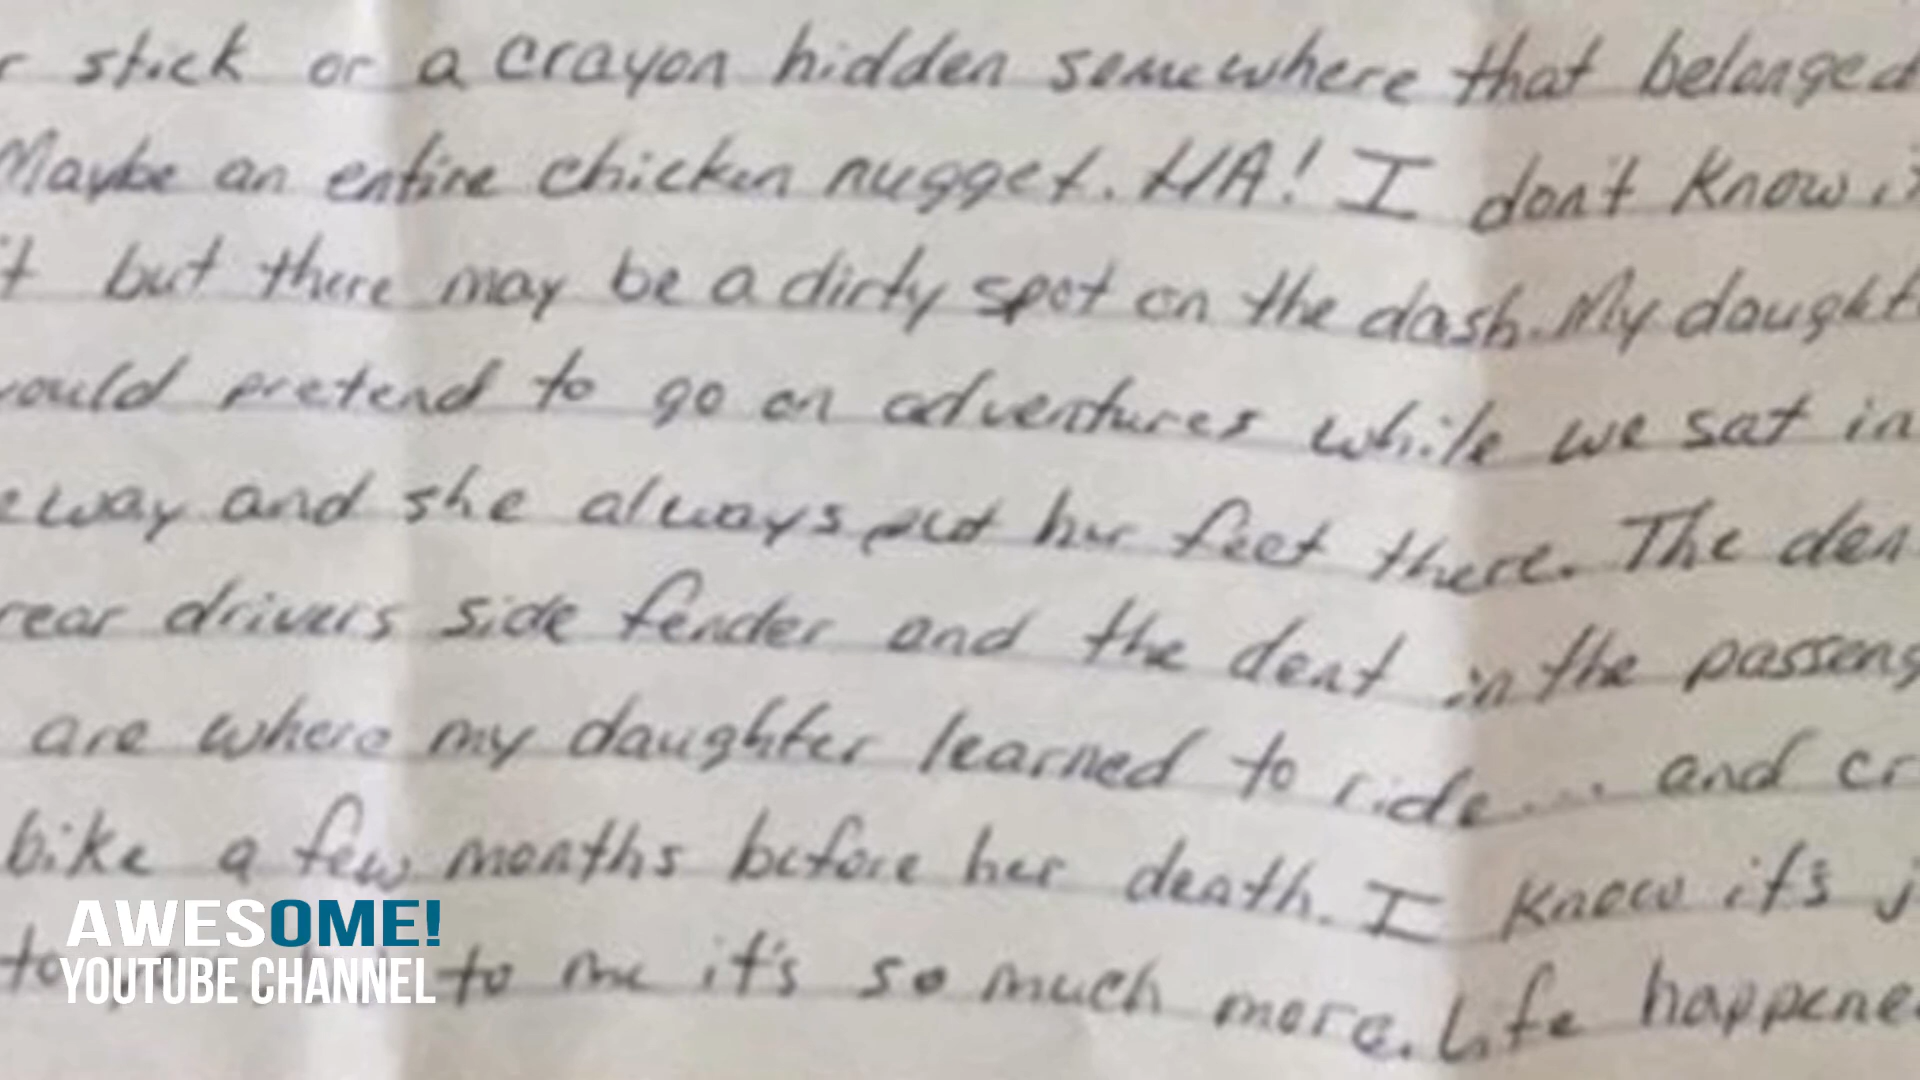 r stick or a crayon hidden somewhere that belonged
Maybe an entire chicken nugget. HA! I don't know i
it but there may be a dirty spot on the dash. My daught
would pretend to go on adventures while we sat in
eway and she always put her feet there. The den
rear drivers side fender and the dent in the passeng
are where my daughter learned to ride... and cr
bike a few months before her death. I know it's j
to me it's so much more. Life happene
AWESOME!
YOUTUBE CHANNEL